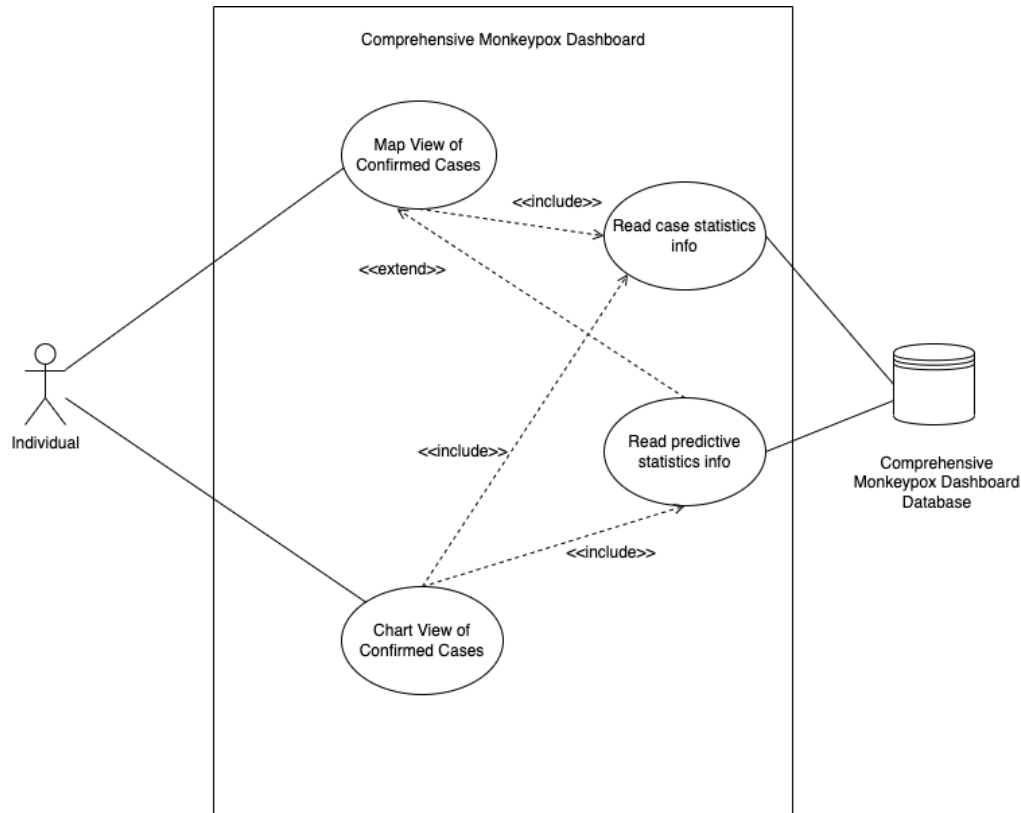 Comprehensive Monkeypox Dashboard
Map View of
Confirmed Cases
<<include>>
Read case statistics
info
<<extend>>
Individual
<<include>>
Read predictive
statistics info
Comprehensive
Monkeypox Dashboard
Database
<<include>>
Chart View of
Confirmed Cases